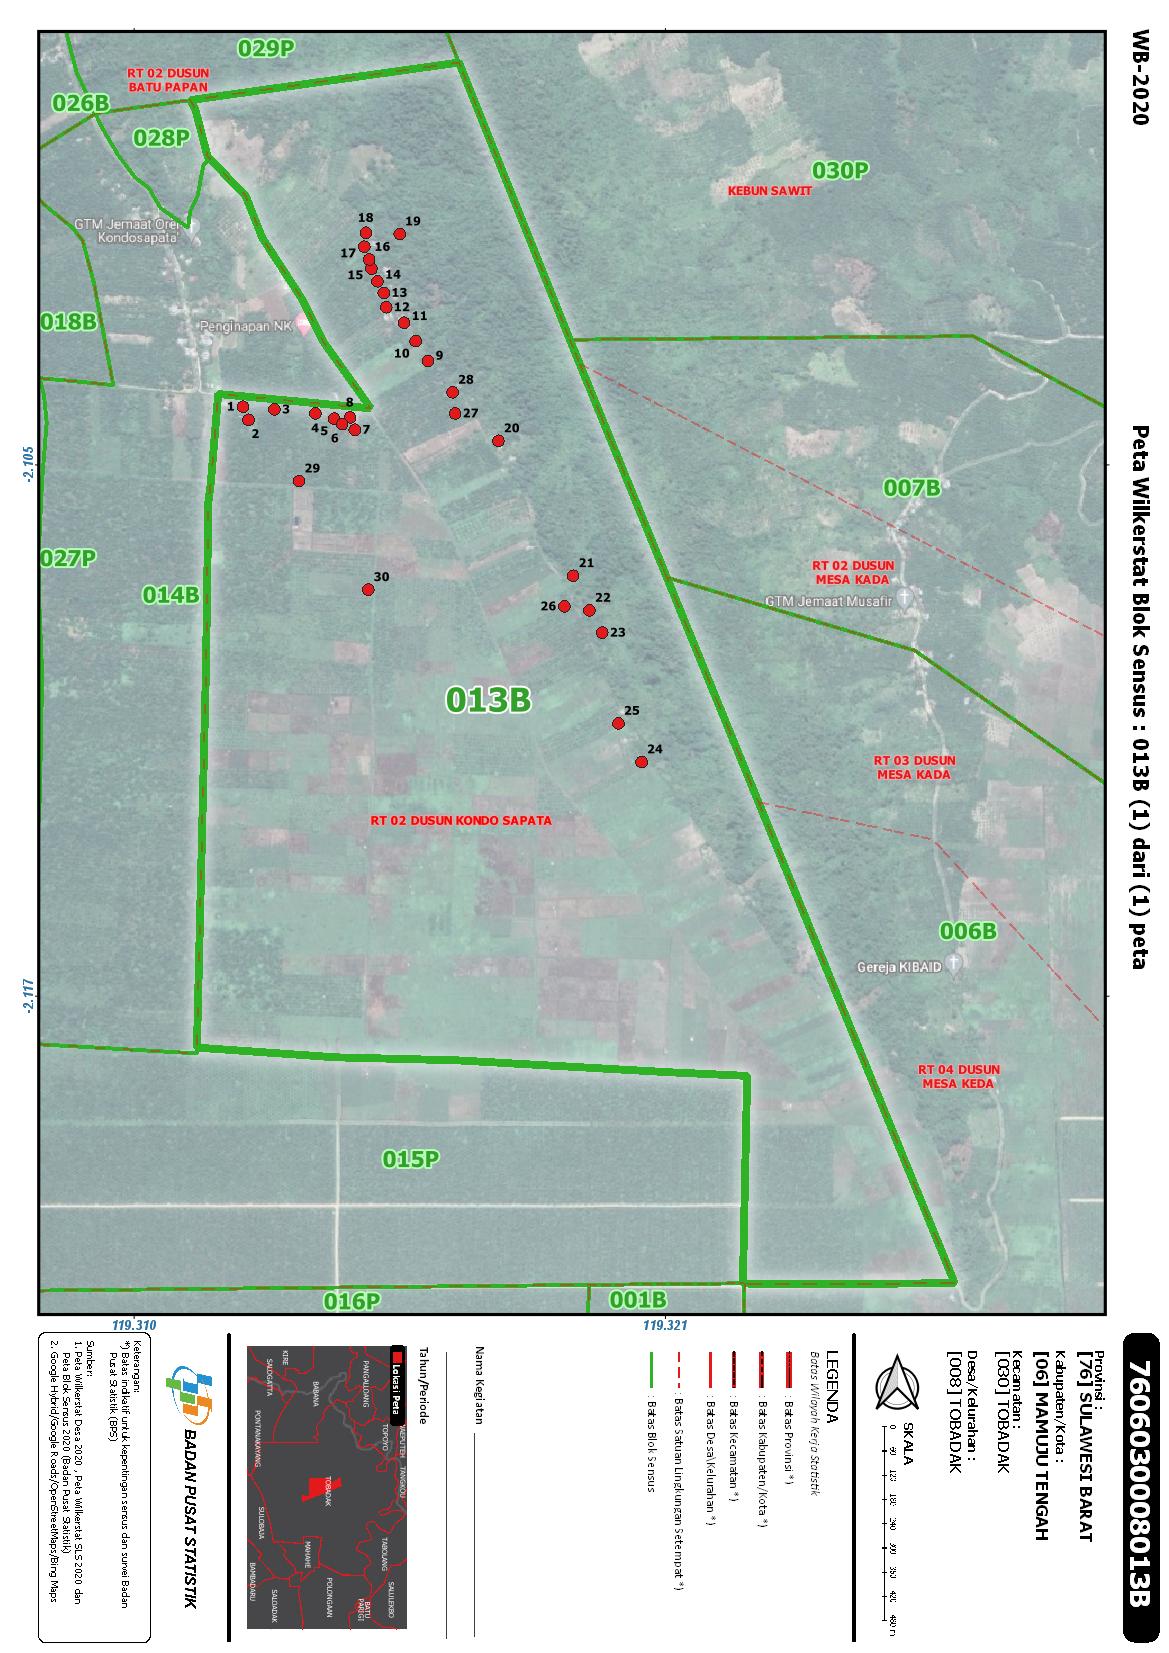 WB-2020
Peta Wilkerstat Blok Sensus : 013B (1) dari (1) peta
029P
RT 02 DUSUN
BATU PAPAN
026B
028P
030P
KEBUN SAWIT
GTM Jemaat Orei
Kondosapata'
18
19
17
16
15
14
13
12
11
10
9
018B
Penginapan NK
28
27
20
1
2
3
4
5
6
8
7
29
-2.105
007B
027P
014B
30
21
26
22
23
RT 02 DUSUN
MESA KADA
GTM Jemaat Musafir
013B
25
24
RT 03 DUSUN
MESA KADA
RT 02 DUSUN KONDO SAPATA
006B
Gereja KIBAID
-2.117
RT 04 DUSUN
MESA KEDA
015P
016P
001B
119.310
119.321
7606030008013B
Provinsi :
[76] SULAWESI BARAT
Kabupaten/Kota :
[06] MAMUJU TENGAH
Kecamatan :
[030] TOBADAK
Desa/Kelurahan :
[008] TOBADAK
SKALA
0 60 120 180 240 300 360 420 480 m
LEGENDA
Batas Wilayah Kerja Statistik
: Batas Provinsi *)
: Batas Kabupaten/Kota *)
: Batas Kecamatan *)
: Batas Desa\Kelurahan *)
: Batas Satuan Lingkungan Setempat *)
: Batas Blok Sensus
Nama Kegiatan
Tahun/Periode
Lokasi Peta
KIRE
SALOGATTA
BABANA
PANGALLOANG
TOPOYO
WAEPUTEH
TANGKOU
PONTANAKAYANG
TOBADAK
SULOBAJA
MAHAHE
TABOLANG
BAMBADARU
SALOADAK
POLONGAAN
BATU
PARIGI
SALULEKBO
BADAN PUSAT STATISTIK
Keterangan:
*) Batas indikatif untuk kepentingan sensus dan survei Badan
Pusat Statistik (BPS)
Sumber:
1. Peta Wilkerstat Desa 2020 , Peta Wilkerstat SLS 2020 dan
Peta Blok Sensus 2020 (Badan Pusat Statistik)
2. Google Hybrid/Google Roads/OpenStreetMaps/Bing Maps